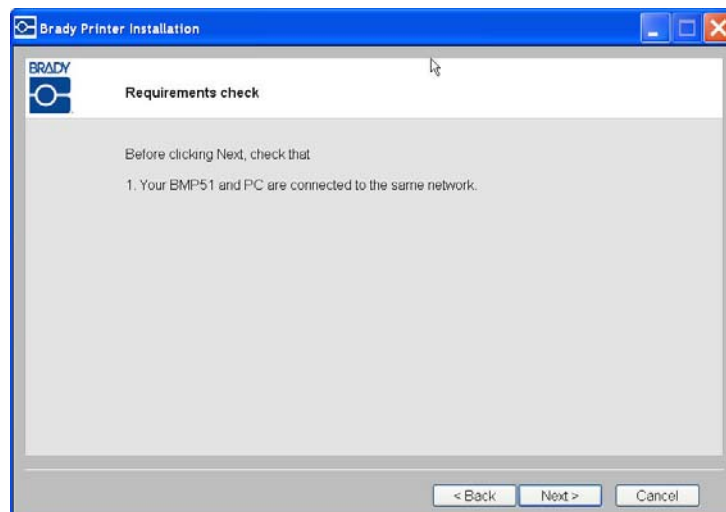 Brady Printer Installation
BRADY
Requirements check
Before clicking Next, check that
1. Your BMP51 and PC are connected to the same network.
< Back Next > Cancel